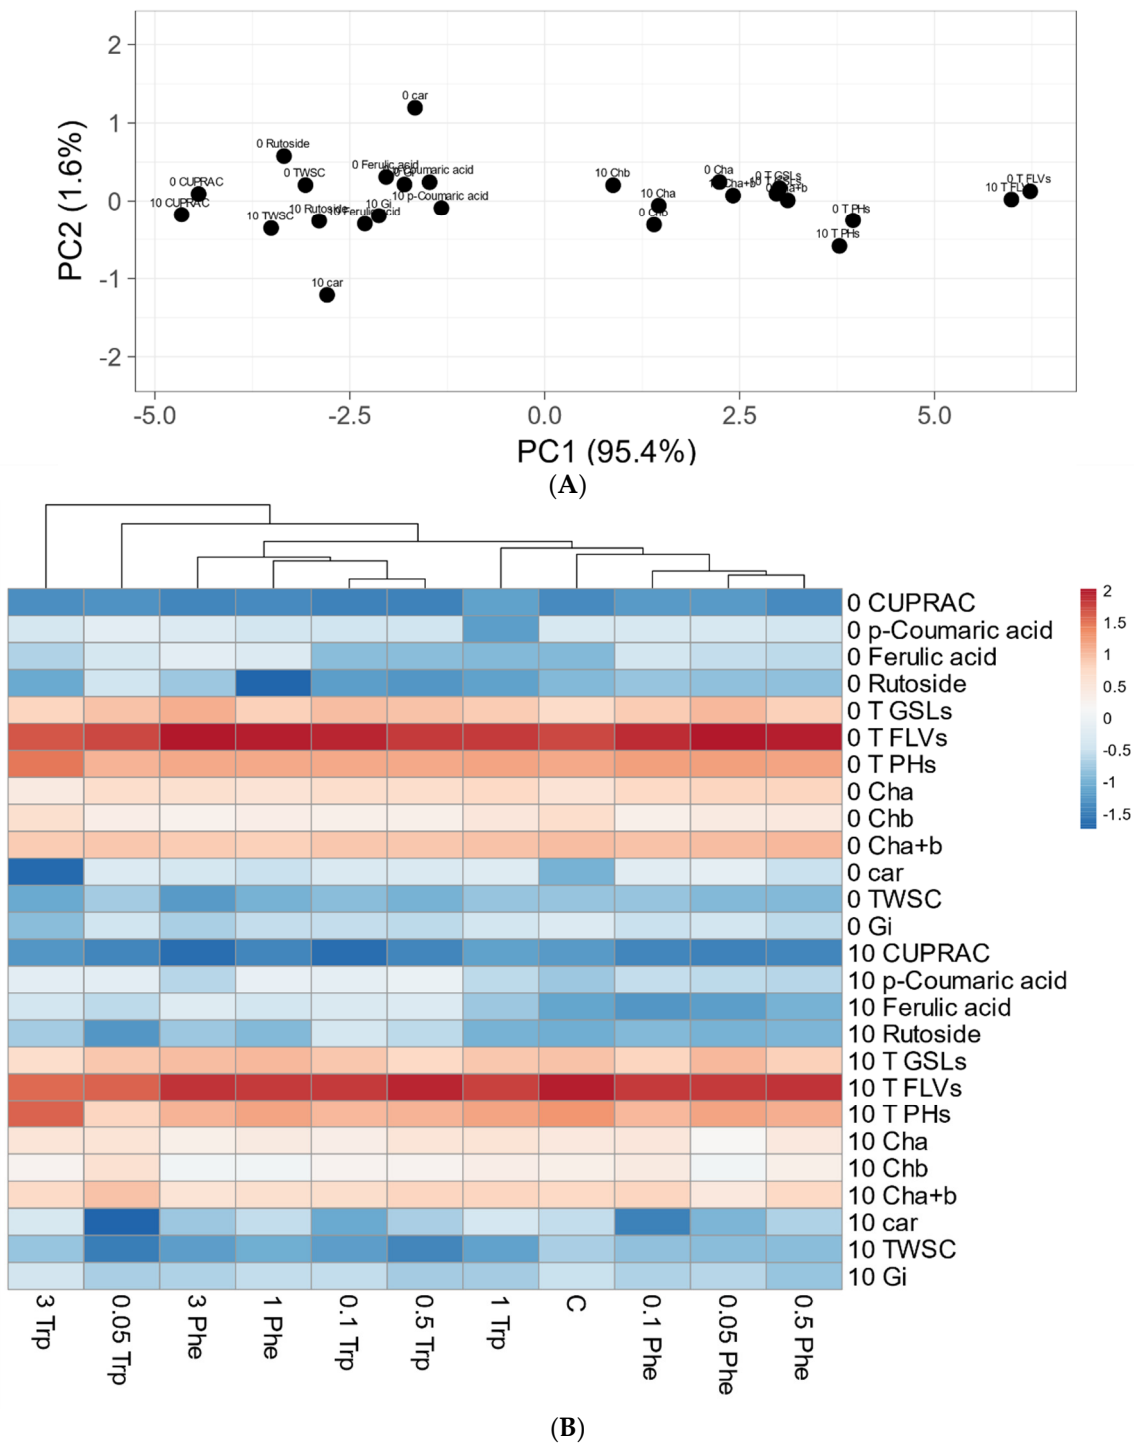 PC2 (1.6%)
2
1
0
-1
-2
0 car
0 Rutoside
0 TWSC
0 Ferulic acid
p-Coumaric acid
0 CUPRAC
10 CUPRAC
10 p-Coumaric acid
10 Gi
10 Rutoside
10 TWSC
10 car
10 Chb
0 Cha
10 Cha
0 Chb
0 T GSLs
0 T FLVs
10 T FLVs
0 T PHs
10 T PHs
-5.0 -2.5 0.0 2.5 5.0
PC1 (95.4%)
(A)
0 CUPRAC
0 p-Coumaric acid
0 Ferulic acid
0 Rutoside
0 T GSLs
0 T FLVs
0 T PHs
0 Cha
0 Chb
0 Cha+b
0 car
0 TWSC
0 Gi
10 CUPRAC
10 p-Coumaric acid
10 Ferulic acid
10 Rutoside
10 T GSLs
10 T FLVs
10 T PHs
10 Cha
10 Chb
10 Cha+b
10 car
10 TWSC
10 Gi
2
1.5
1
0.5
0
-0.5
-1
-1.5
3 Trp
0.05 Trp
3 Phe
1 Phe
0.1 Trp
0.5 Trp
1 Trp
C
0.1 Phe
0.05 Phe
0.5 Phe
(B)